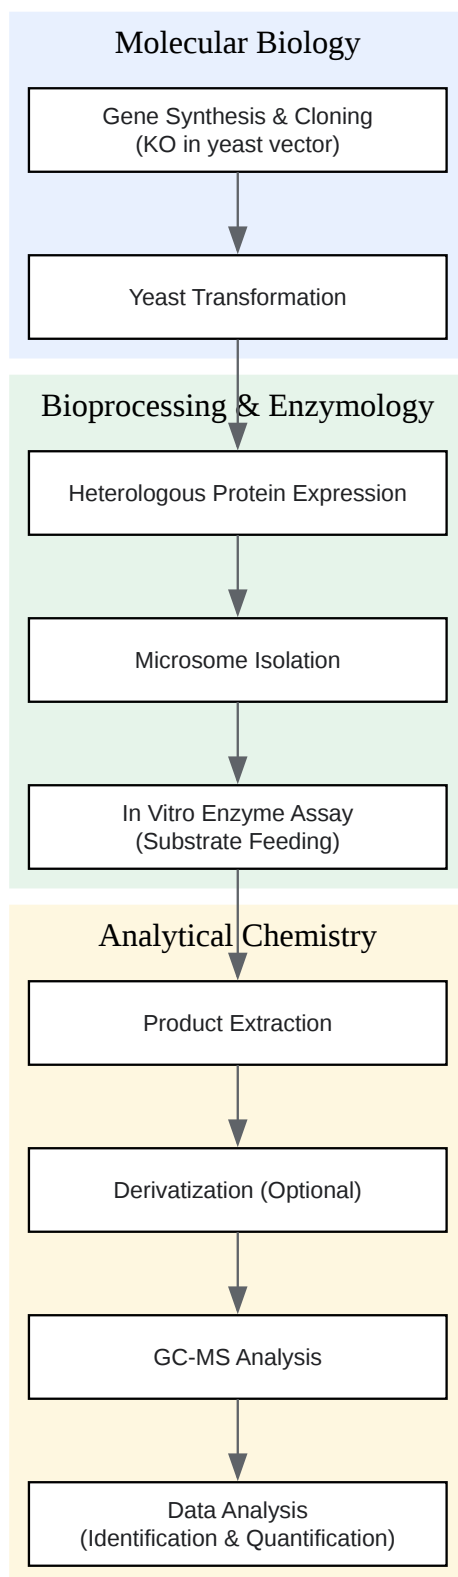 Molecular Biology
Gene Synthesis & Cloning
(KO in yeast vector)
Yeast Transformation
Bioprocessing & Enzymology
Heterologous Protein Expression
Microsome Isolation
In Vitro Enzyme Assay
(Substrate Feeding)
Analytical Chemistry
Product Extraction
Derivatization (Optional)
GC-MS Analysis
Data Analysis
(Identification & Quantification)